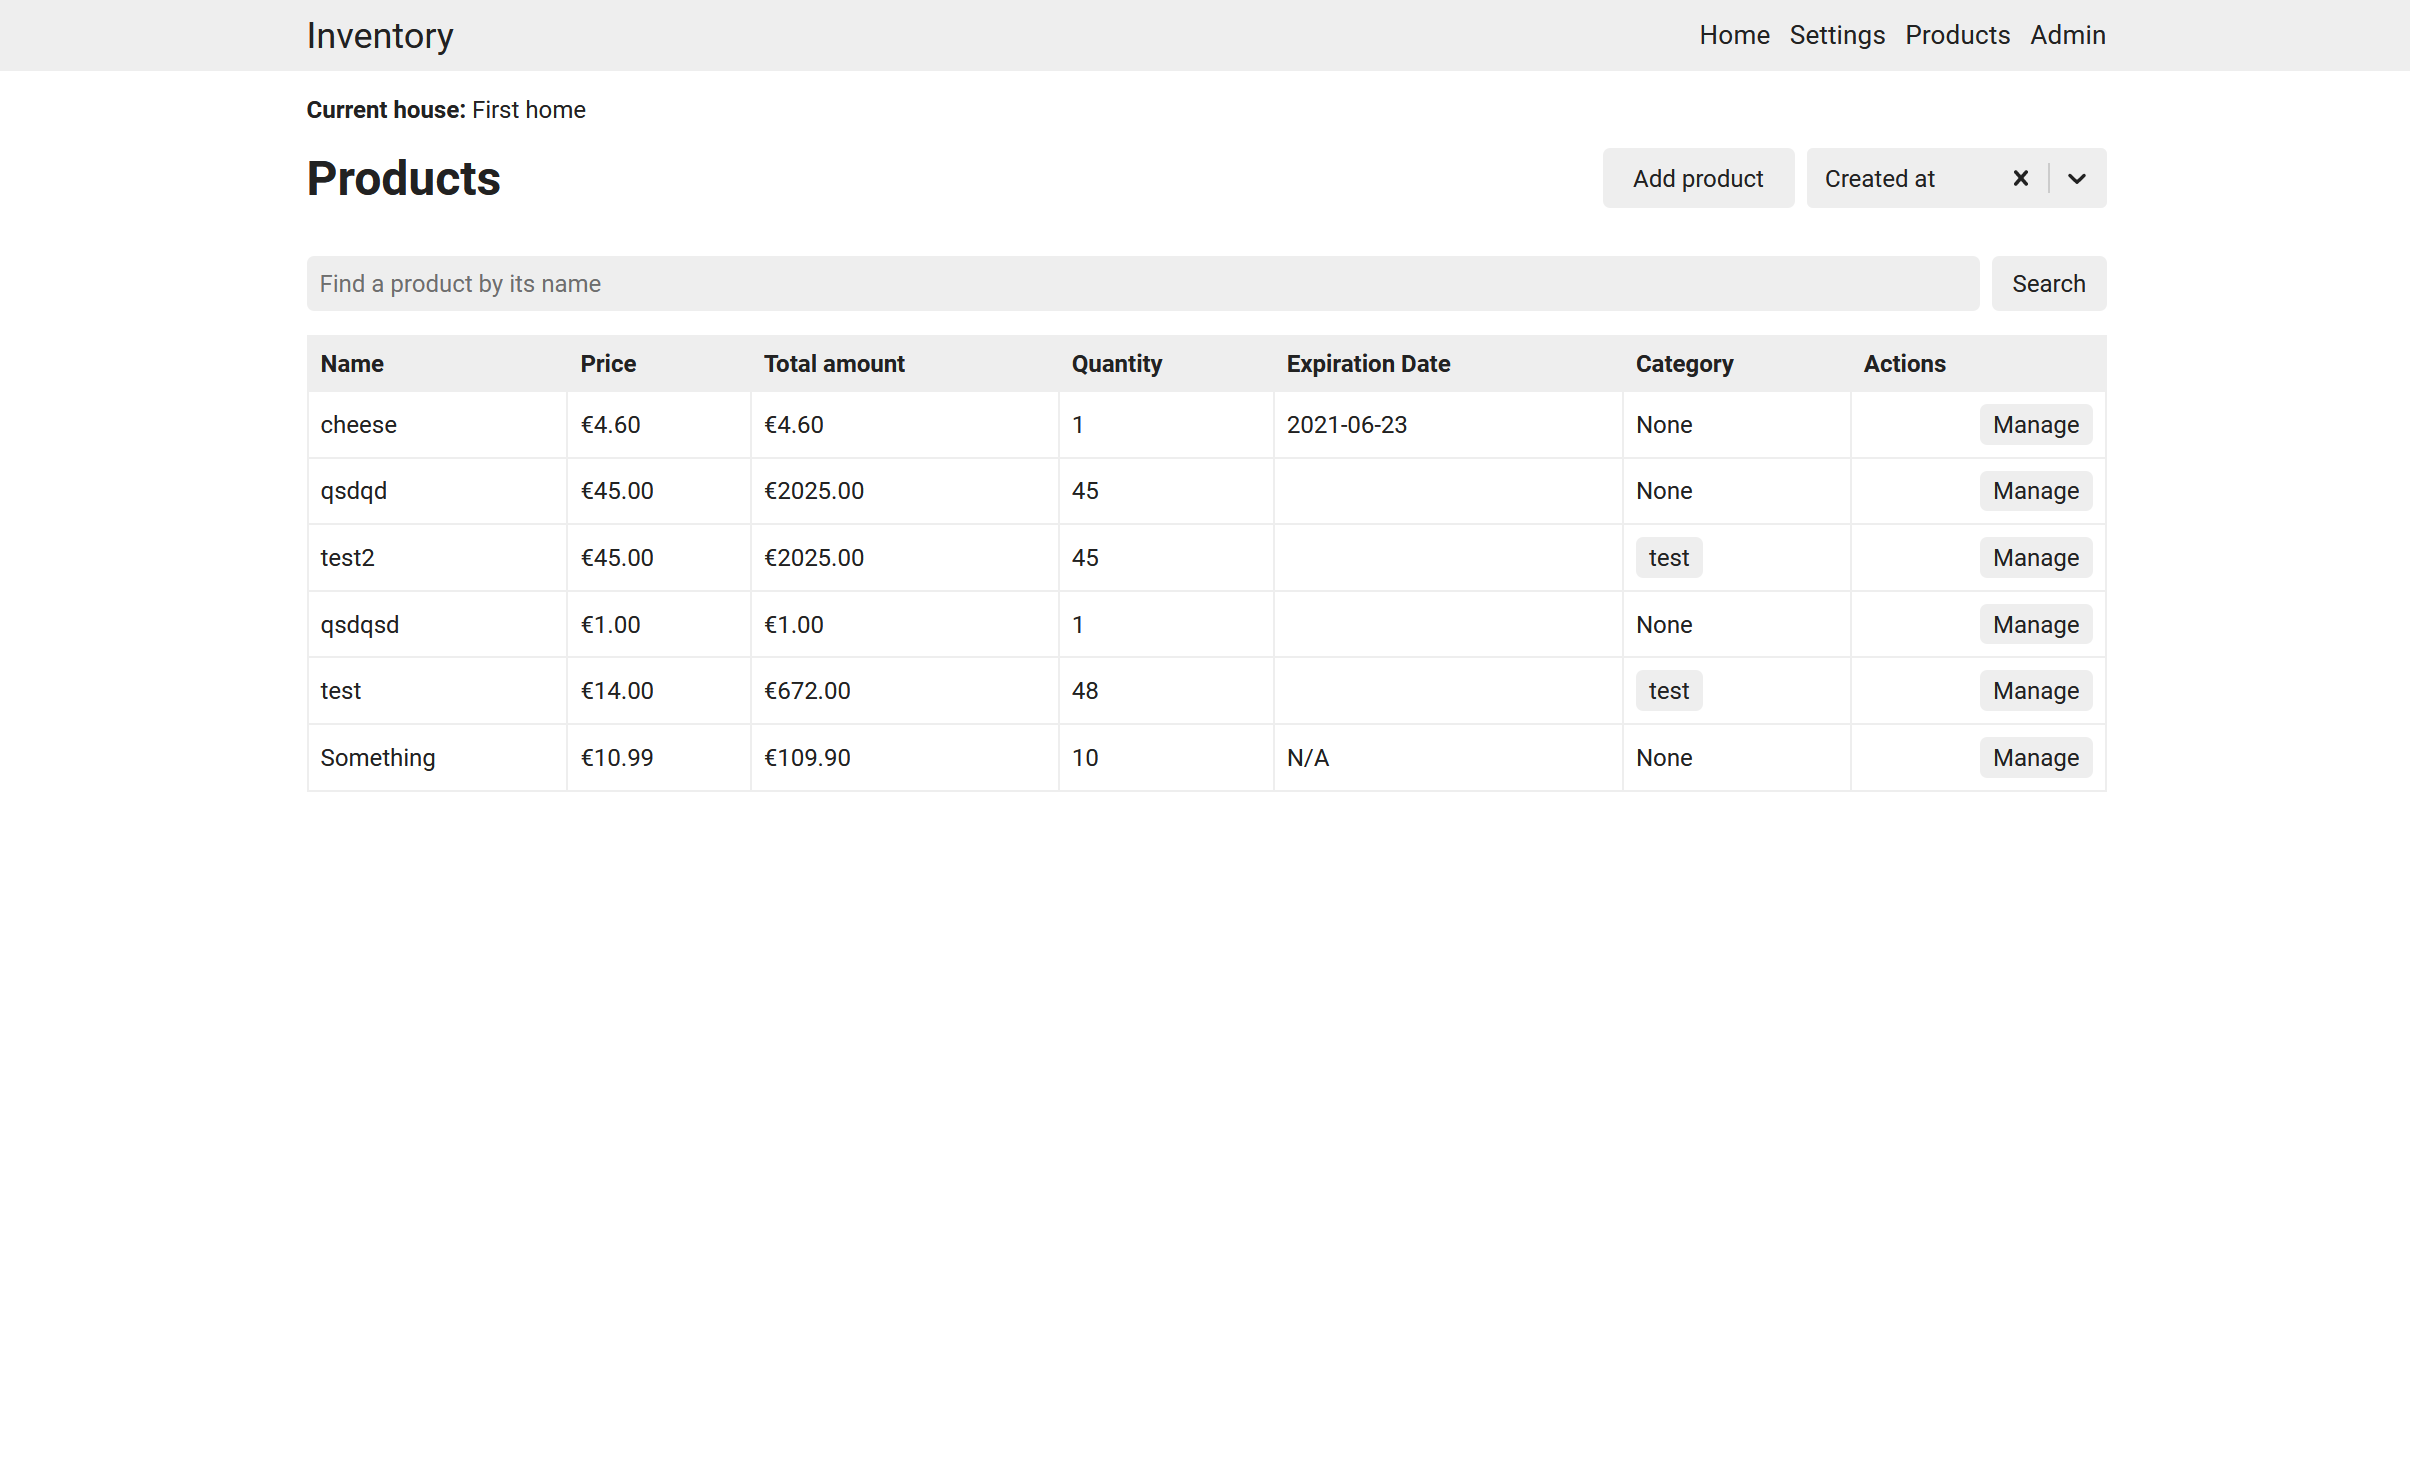 Inventory Home Settings Products Admin
Current house: First home
Products Add product Created at
Find a product by its name Search
Name Price Total amount Quantity Expiration Date Category Actions
cheese €4.60 €4.60 1 2021-06-23 None Manage
qsdqd €45.00 €2025.00 45 None Manage
test2 €45.00 €2025.00 45 test Manage
qsdqsd €1.00 €1.00 1 None Manage
test €14.00 €672.00 48 test Manage
Something €10.99 €109.90 10 N/A None Manage